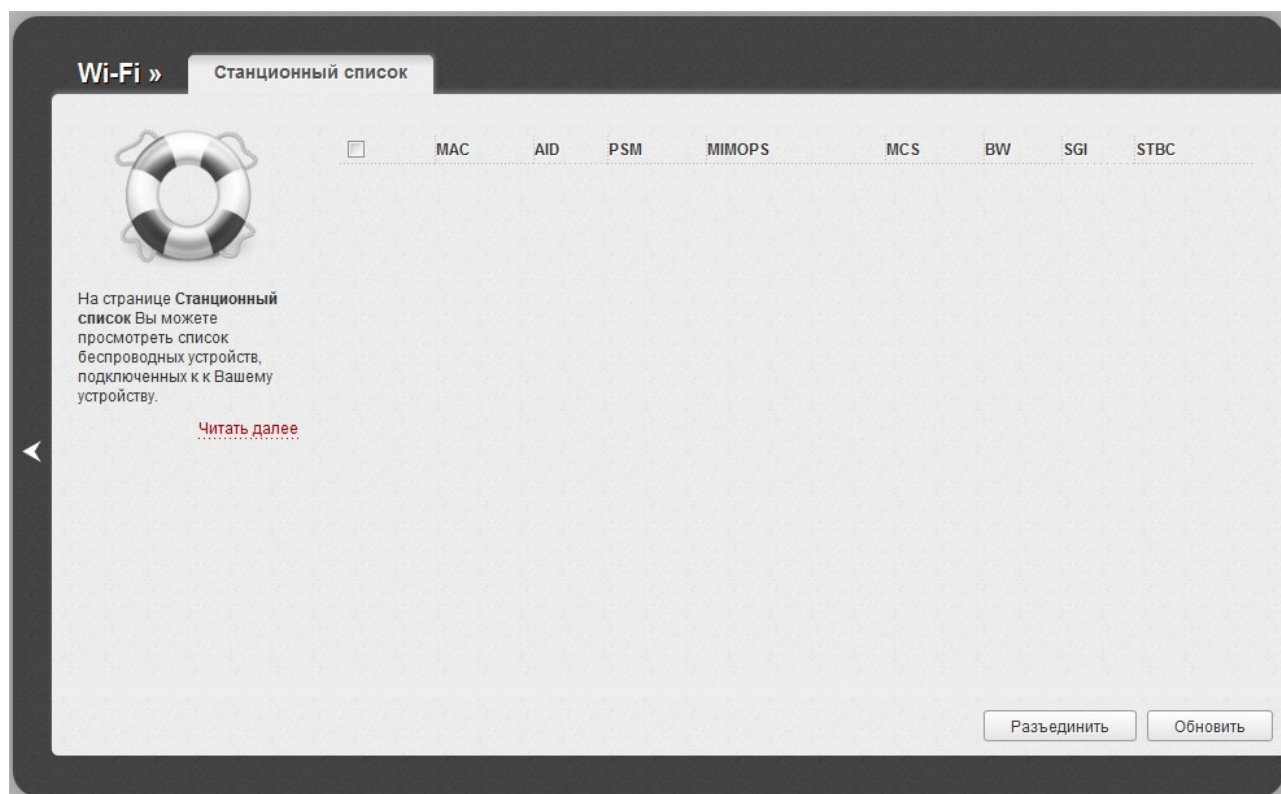 Wi-Fi » Станционный список
MAC AID PSM MIMOPS MCS BW SGI STBC
На странице Станционный
список Вы можете
просмотреть список
беспроводных устройств,
подключенных к к Вашему
устройству.
Читать далее
Разъединить Обновить